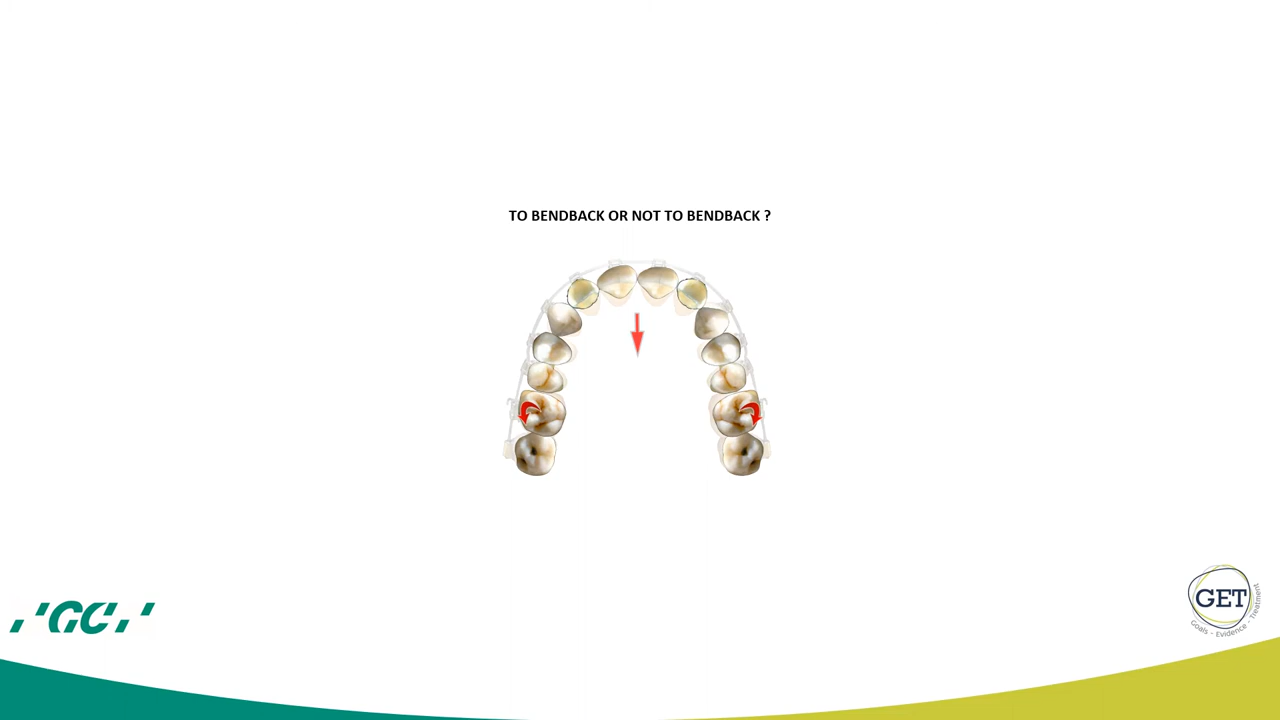 TO BENDBACK OR NOT TO BENDBACK ?
GC
GET
Goals - Evidence - Treatment